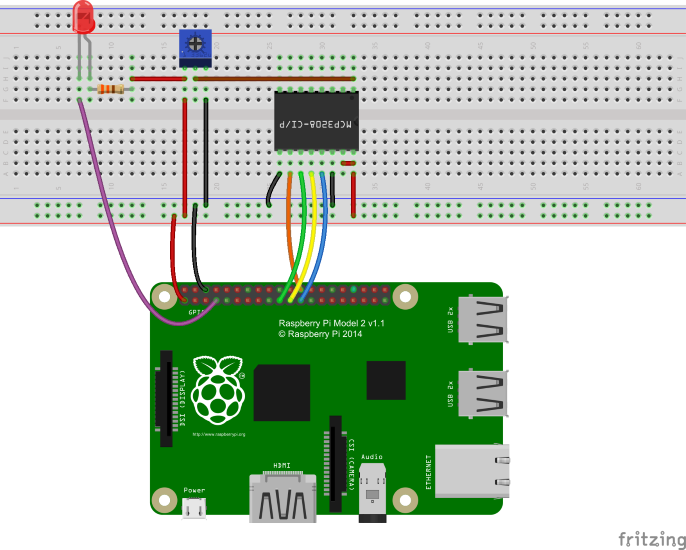 MCP3208-CI/P
GPIO
Raspberry Pi Model 2 v1.1
© Raspberry Pi 2014
USB 2x
DSI (DISPLAY)
http://www.raspberrypi.org
USB 2x
CSI (CAMERA)
Audio
HDMI
ETHERNET
Power
fritzing